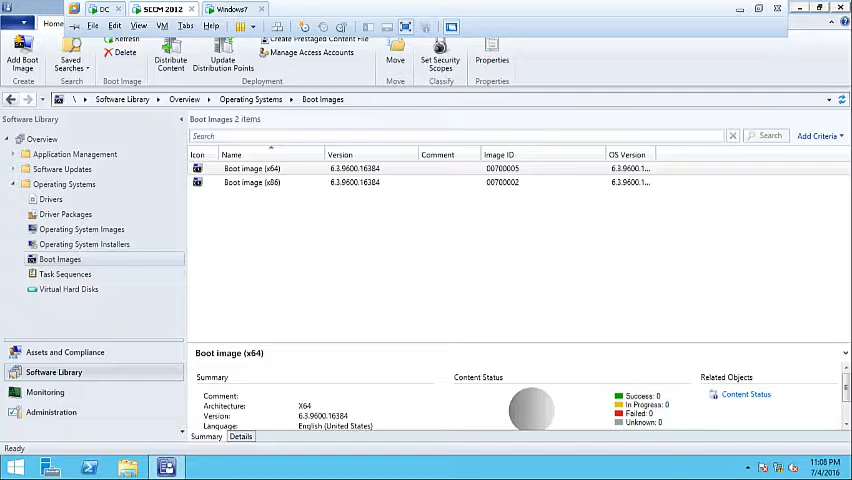 DC
SCCM 2012
Windows7
File Edit View VM Tabs Help
Home
Add Boot Image
Create
Saved Searches
Search
Refresh
Delete
Boot Image
Distribute Content
Update Distribution Points
Create Prestaged Content File
Manage Access Accounts
Deployment
Move
Move
Set Security Scopes
Classify
Properties
Properties
\ Software Library Overview Operating Systems Boot Images
Software Library
Overview
Application Management
Software Updates
Operating Systems
Drivers
Driver Packages
Operating System Images
Operating System Installers
Boot Images
Task Sequences
Virtual Hard Disks
Assets and Compliance
Software Library
Monitoring
Administration
Boot Images 2 items
Search
Search
Add Criteria
Icon Name Version Comment Image ID OS Version
Boot image (x64) 6.3.9600.16384 00700005 6.3.9600.1...
Boot image (x86) 6.3.9600.16384 00700002 6.3.9600.1...
Boot image (x64)
Summary
Comment:
Architecture: X64
Version: 6.3.9600.16384
Language: English (United States)
Content Status
Success: 0
In Progress: 0
Failed: 0
Unknown: 0
Related Objects
Content Status
Summary Details
Ready
11:08 PM
7/4/2016